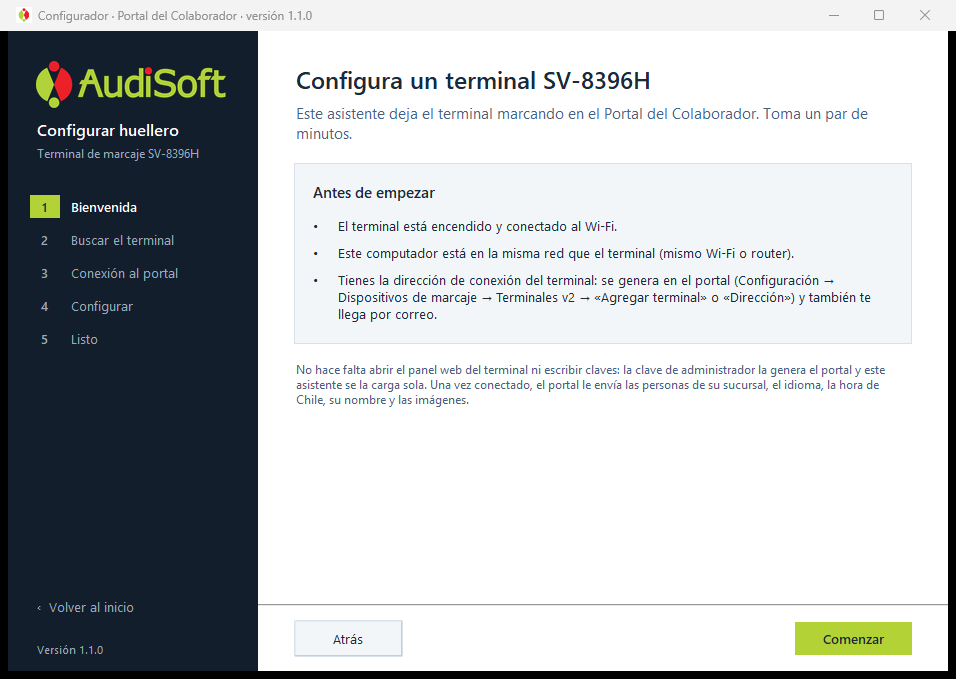 Configurador · Portal del Colaborador · versión 1.1.0
AudiSoft
Configurar huellero
Terminal de marcaje SV-8396H
1 Bienvenida
2 Buscar el terminal
3 Conexión al portal
4 Configurar
5 Listo
‹ Volver al inicio
Versión 1.1.0
Configura un terminal SV-8396H
Este asistente deja el terminal marcando en el Portal del Colaborador. Toma un par de
minutos.
Antes de empezar
• El terminal está encendido y conectado al Wi-Fi.
• Este computador está en la misma red que el terminal (mismo Wi-Fi o router).
• Tienes la dirección de conexión del terminal: se genera en el portal (Configuración →
Dispositivos de marcaje → Terminales v2 → «Agregar terminal» o «Dirección») y también te
llega por correo.
No hace falta abrir el panel web del terminal ni escribir claves: la clave de administrador la genera el portal y este
asistente se la carga sola. Una vez conectado, el portal le envía las personas de su sucursal, el idioma, la hora de
Chile, su nombre y las imágenes.
Atrás
Comenzar